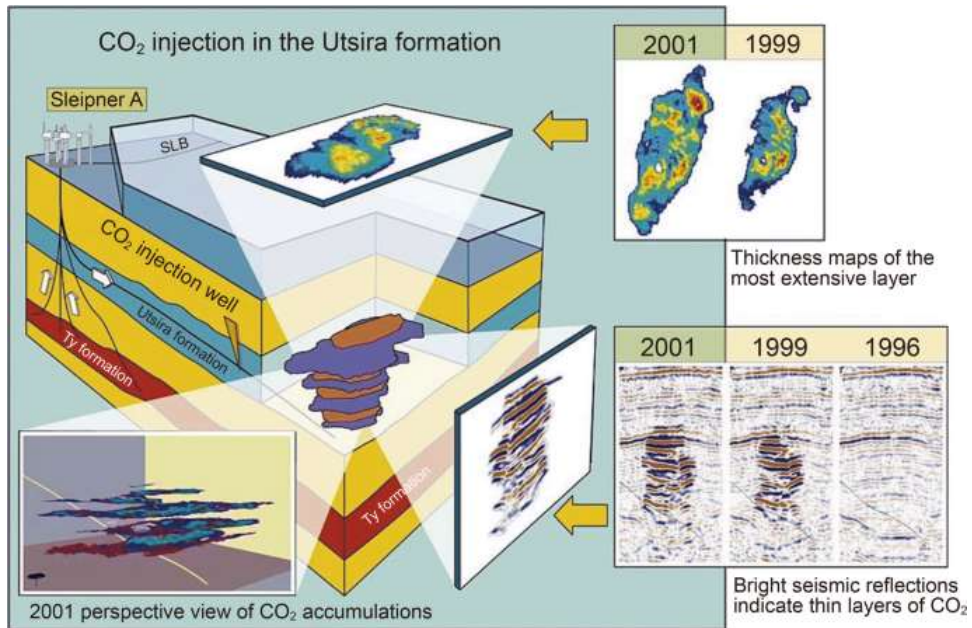 CO₂ injection in the Utsira formation
Sleipner A
SLB
CO₂ injection well
Utsira formation
Ty formation
Ty formation
2001 perspective view of CO₂ accumulations
2001 1999
Thickness maps of the
most extensive layer
2001 1999 1996
Bright seismic reflections
indicate thin layers of CO₂